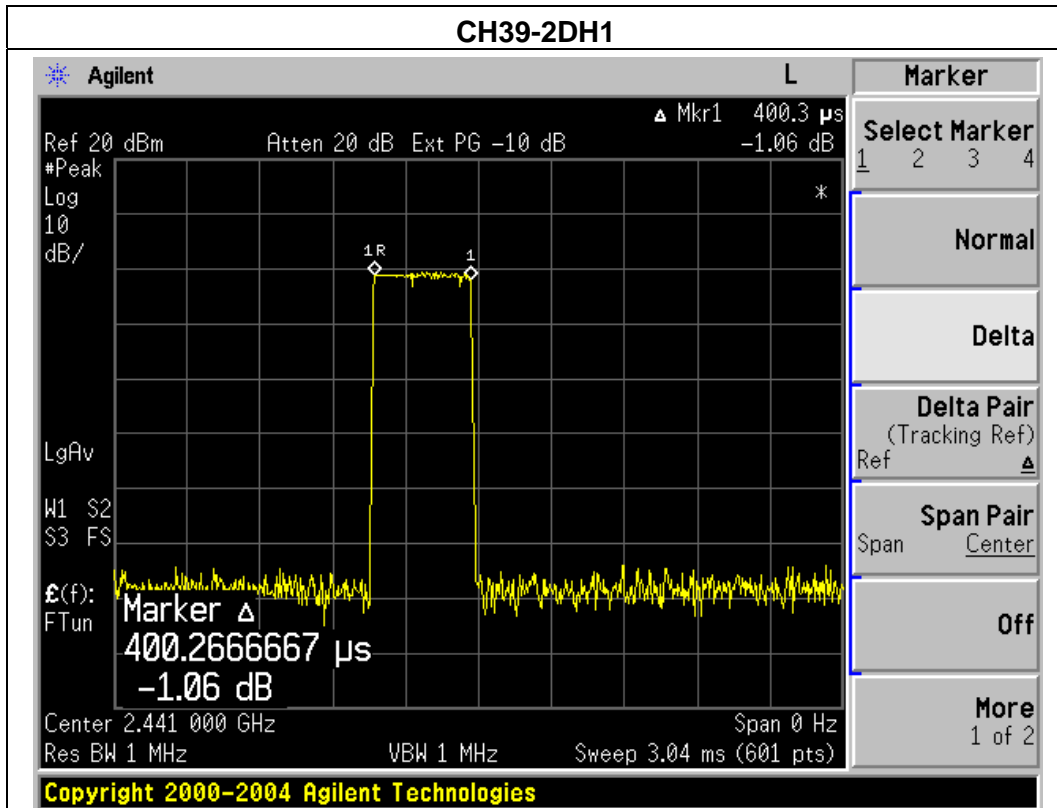 CH39-2DH1
Agilent L Marker
Δ Mkr1 400.3 µs
Ref 20 dBm Atten 20 dB Ext PG -10 dB -1.06 dB
#Peak
Log
10
dB/
*
1R 1
LgAv
W1 S2
S3 FS
£(f):
FTun
Marker Δ
400.2666667 µs
-1.06 dB
Center 2.441 000 GHz Span 0 Hz
Res BW 1 MHz VBW 1 MHz Sweep 3.04 ms (601 pts)
Copyright 2000-2004 Agilent Technologies
Select Marker
1 2 3 4
Normal
Delta
Delta Pair
(Tracking Ref)
Ref Δ
Span Pair
Span Center
Off
More
1 of 2